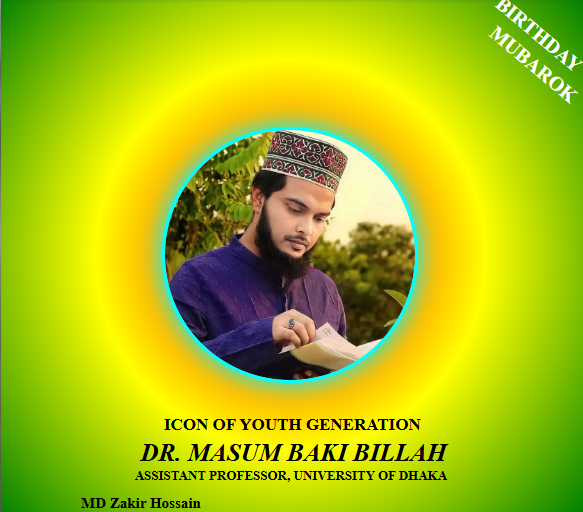 BIRTHDAY
MUBAROK
ICON OF YOUTH GENERATION
DR. MASUM BAKI BILLAH
ASSISTANT PROFESSOR, UNIVERSITY OF DHAKA
MD Zakir Hossain